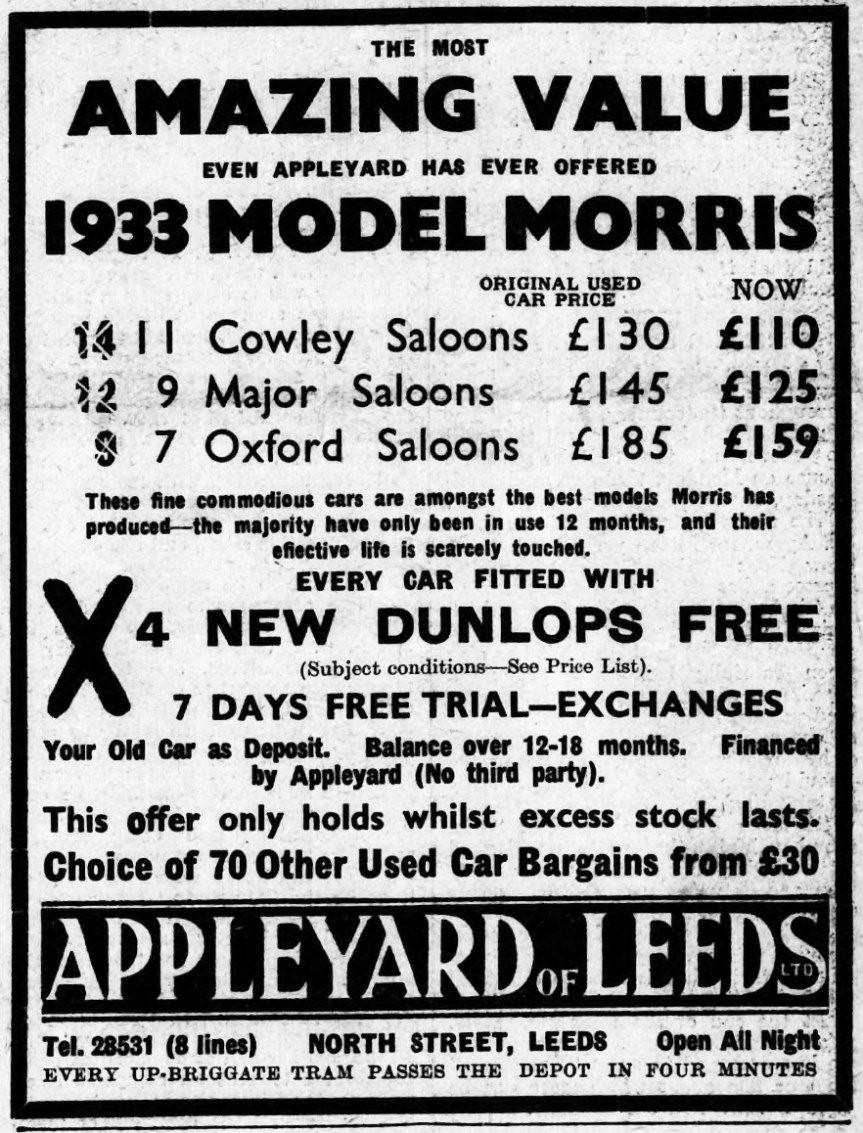 THE MOST
AMAZING VALUE
EVEN APPLEYARD HAS EVER OFFERED
1933 MODEL MORRIS
ORIGINAL USED
CAR PRICE NOW
14 11 Cowley Saloons £130 £110
12 9 Major Saloons £145 £125
7 Oxford Saloons £185 £159
These fine commodious cars are amongst the best models Morris has
produced—the majority have only been in use 12 months, and their
effective life is scarcely touched.
EVERY CAR FITTED WITH
X 4 NEW DUNLOPS FREE
(Subject conditions—See Price List).
7 DAYS FREE TRIAL—EXCHANGES
Your Old Car as Deposit. Balance over 12-18 months. Financed
by Appleyard (No third party).
This offer only holds whilst excess stock lasts.
Choice of 70 Other Used Car Bargains from £30
APPLEYARD OF LEEDS LTD
Tel. 28531 (8 lines) NORTH STREET, LEEDS Open All Night
EVERY UP-BRIGGATE TRAM PASSES THE DEPOT IN FOUR MINUTES